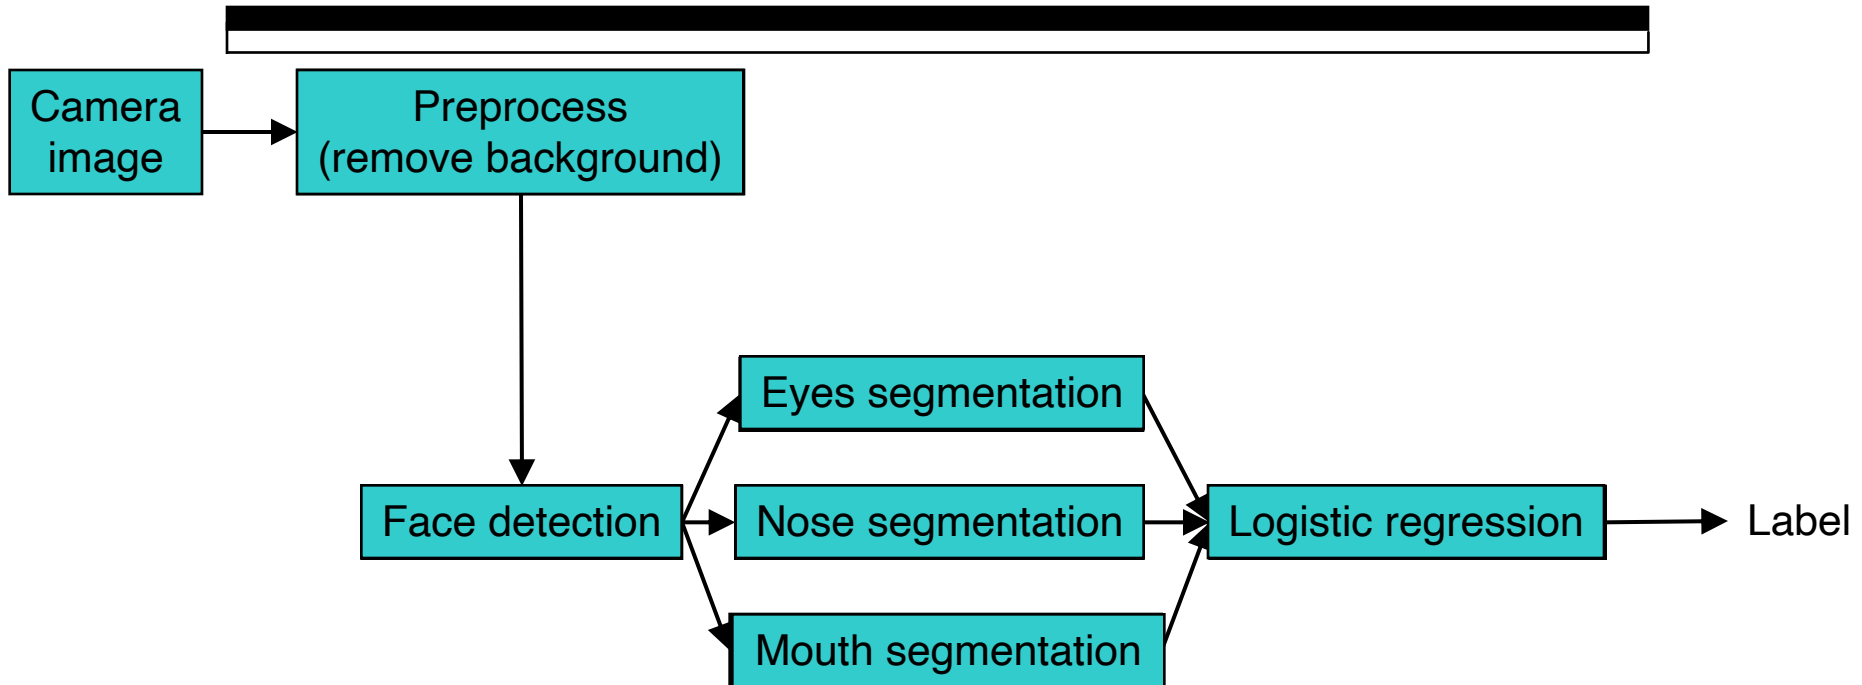 Camera
image
Preprocess
(remove background)
Eyes segmentation
Face detection
Nose segmentation
Logistic regression
Label
Mouth segmentation